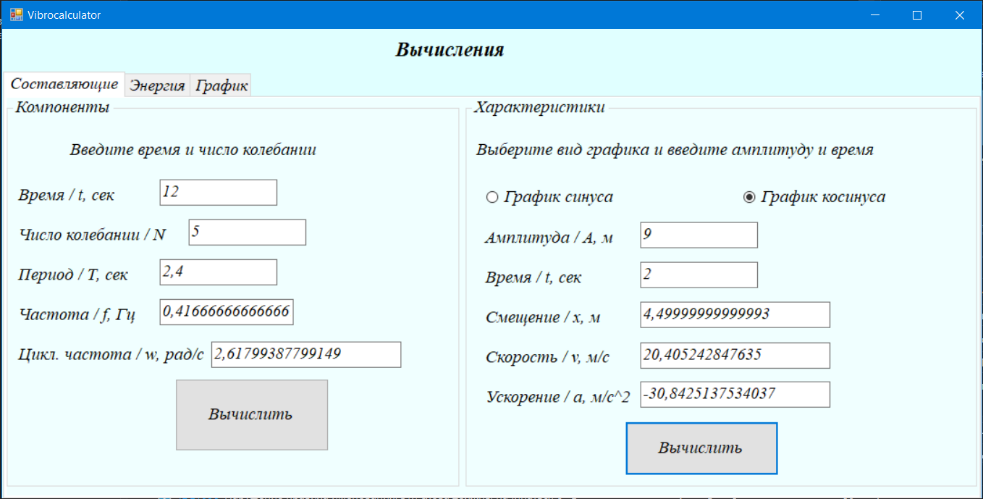 Vibrocalculator
Вычисления
Составляющие Энергия График
Компоненты
Введите время и число колебании
Время / t, сек 12
Число колебании / N 5
Период / T, сек 2,4
Частота / f, Гц 0,41666666666666
Цикл. частота / w, рад/с 2,61799387799149
Вычислить
Характеристики
Выберите вид графика и введите амплитуду и время
График синуса График косинуса
Амплитуда / A, м 9
Время / t, сек 2
Смещение / x, м 4,49999999999993
Скорость / v, м/с 20,405242847635
Ускорение / a, м/с^2 -30,8425137534037
Вычислить